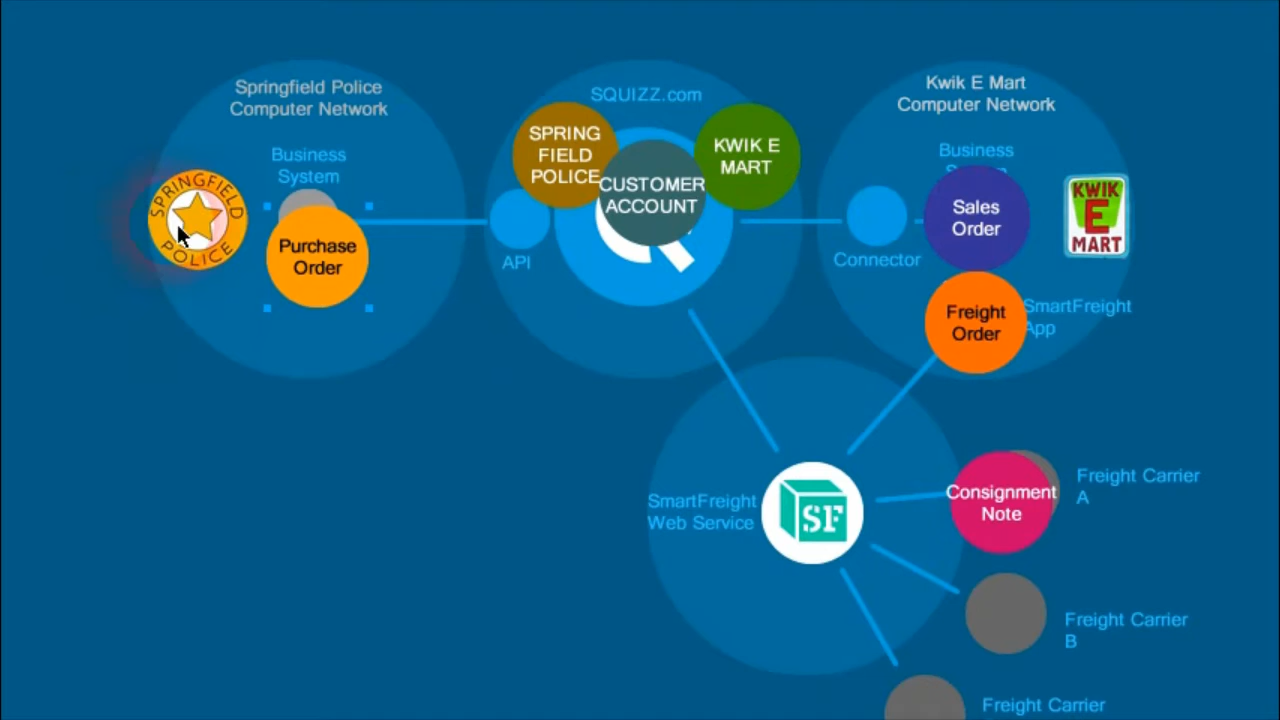 Springfield Police
Computer Network
Business
System
SPRINGFIELD
POLICE
Purchase
Order
SQUIZZ.com
SPRING
FIELD
POLICE
CUSTOMER
ACCOUNT
KWIK E
MART
API
Kwik E Mart
Computer Network
Business
Connector
Sales
Order
KWIK
E
MART
Freight
Order
SmartFreight
App
SmartFreight
Web Service
SF
Consignment
Note
Freight Carrier
A
Freight Carrier
B
Freight Carrier